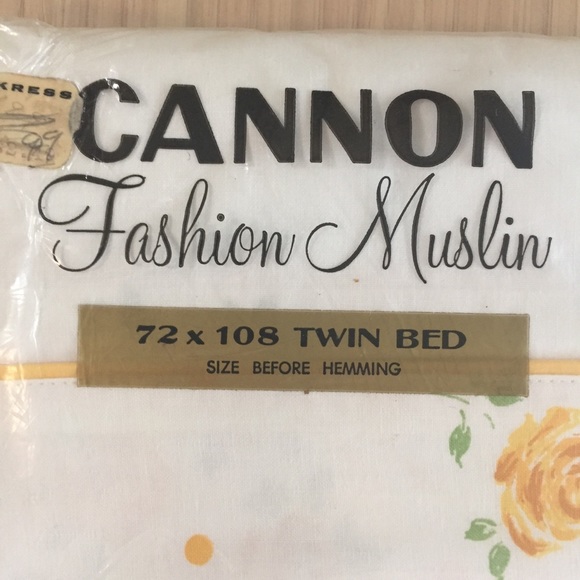 KRESS
CANNON
Fashion Muslin
72 x 108 TWIN BED
SIZE BEFORE HEMMING